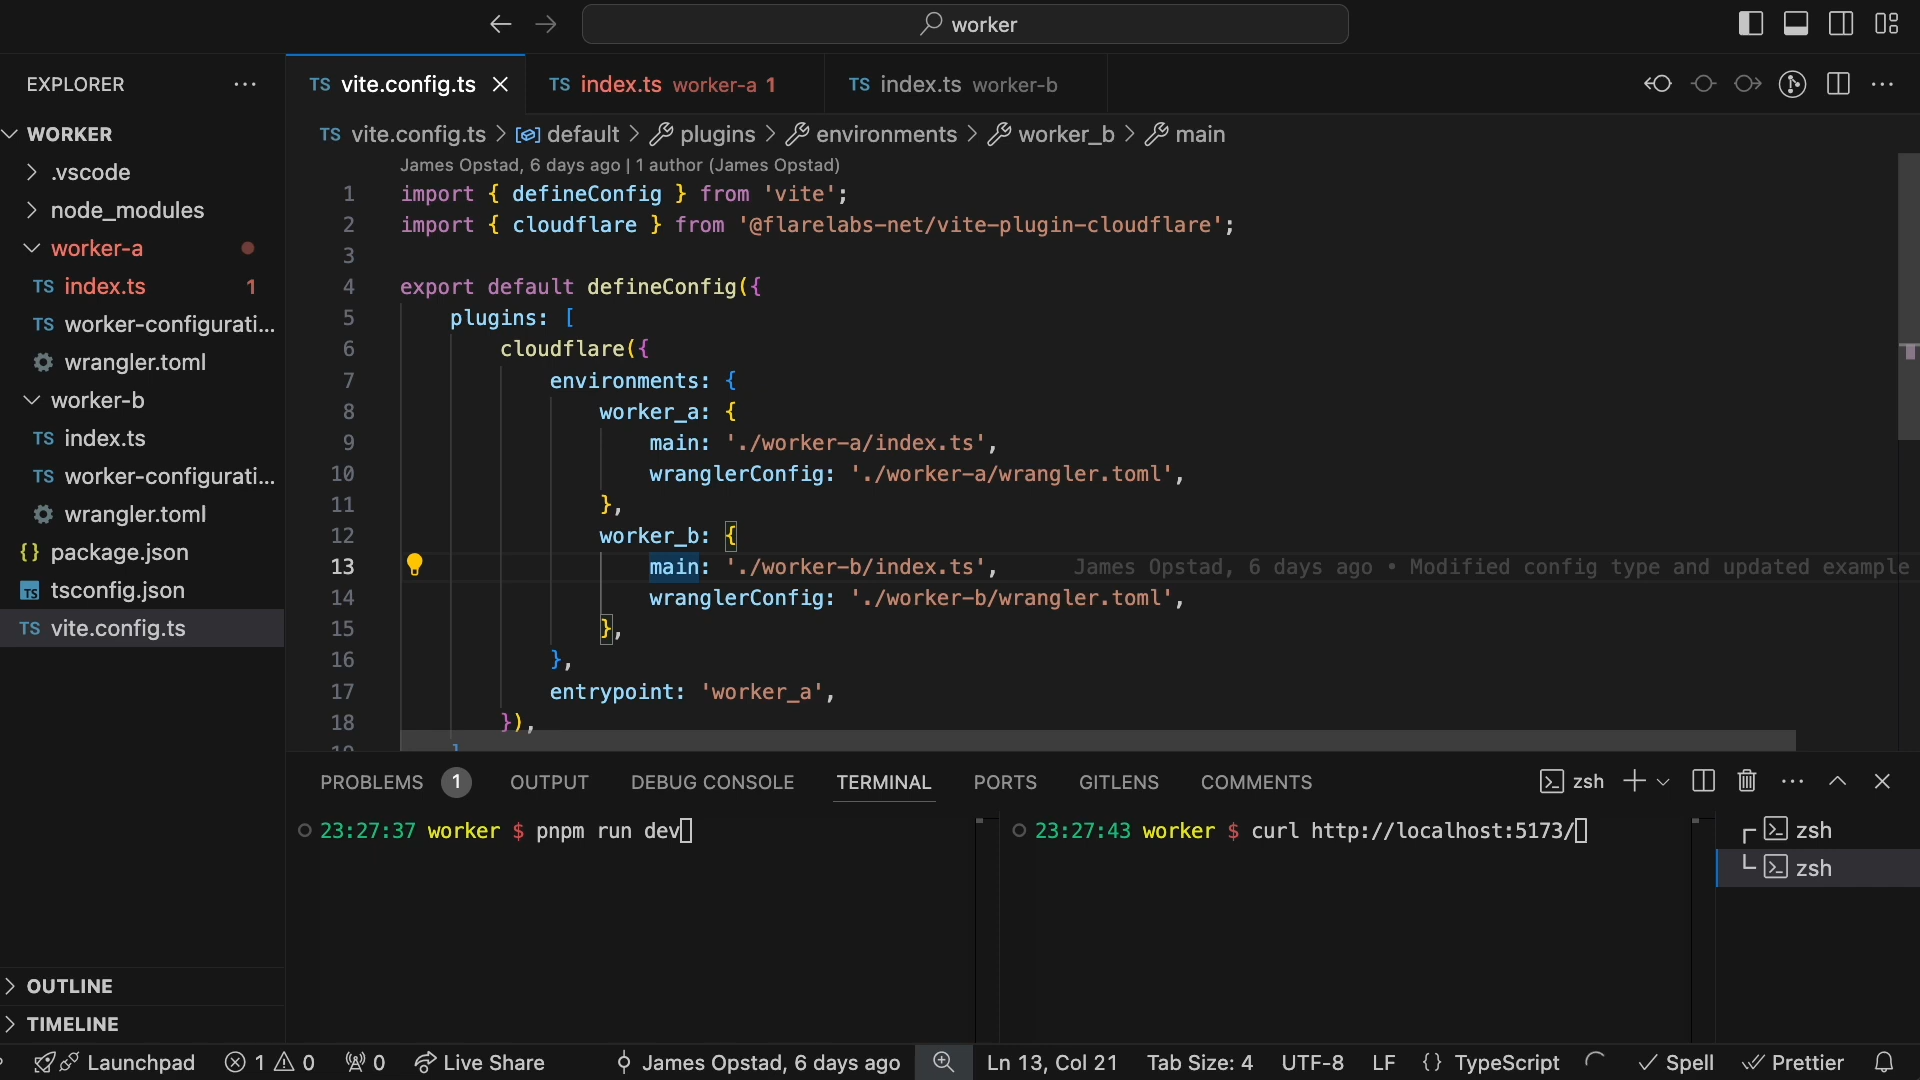 worker
EXPLORER
WORKER
.vscode
node_modules
worker-a
TS index.ts 1
TS worker-configurati...
wrangler.toml
worker-b
TS index.ts
TS worker-configurati...
wrangler.toml
{} package.json
TS tsconfig.json
TS vite.config.ts
OUTLINE
TIMELINE
TS vite.config.ts
TS index.ts worker-a 1
TS index.ts worker-b
TS vite.config.ts > default > plugins > environments > worker_b > main
James Opstad, 6 days ago | 1 author (James Opstad)
1 import { defineConfig } from 'vite';
2 import { cloudflare } from '@flarelabs-net/vite-plugin-cloudflare';
3
4 export default defineConfig({
5 plugins: [
6 cloudflare({
7 environments: {
8 worker_a: {
9 main: './worker-a/index.ts',
10 wranglerConfig: './worker-a/wrangler.toml',
11 },
12 worker_b: {
13 main: './worker-b/index.ts', James Opstad, 6 days ago • Modified config type and updated example
14 wranglerConfig: './worker-b/wrangler.toml',
15 },
16 },
17 entrypoint: 'worker_a',
18 }),
PROBLEMS 1 OUTPUT DEBUG CONSOLE TERMINAL PORTS GITLENS COMMENTS zsh
23:27:37 worker $ pnpm run dev
23:27:43 worker $ curl http://localhost:5173/
zsh
zsh
Launchpad 1 0 0 Live Share James Opstad, 6 days ago Ln 13, Col 21 Tab Size: 4 UTF-8 LF {} TypeScript Spell Prettier